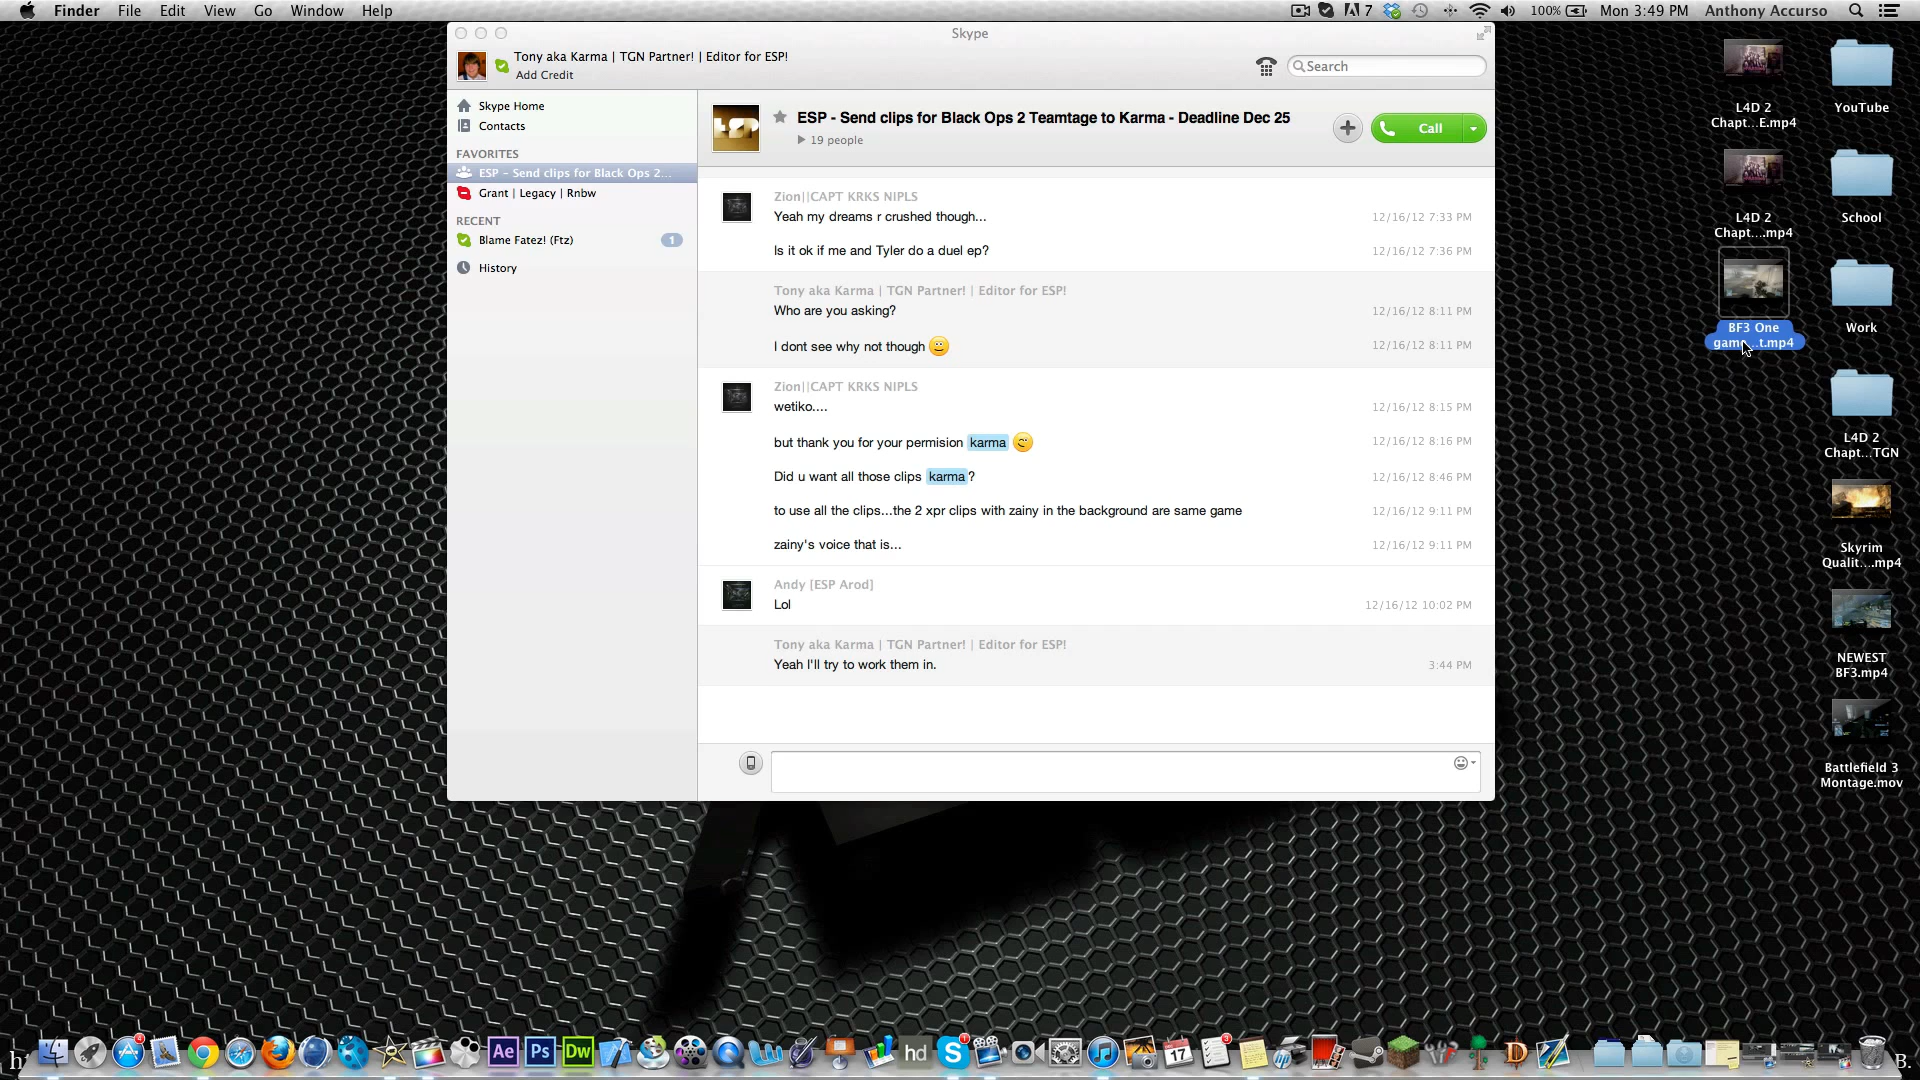 Finder File Edit View Go Window Help
7 100% Mon 3:49 PM Anthony Accurso
Skype
Tony aka Karma | TGN Partner! | Editor for ESP!
Add Credit
Search
Skype Home
Contacts
FAVORITES
ESP - Send clips for Black Ops 2...
Grant | Legacy | Rnbw
RECENT
Blame Fatez! (Ftz) 1
History
ESP
ESP - Send clips for Black Ops 2 Teamtage to Karma - Deadline Dec 25
19 people
Call
Zion||CAPT KRKS NIPLS
Yeah my dreams r crushed though... 12/16/12 7:33 PM
Is it ok if me and Tyler do a duel ep? 12/16/12 7:36 PM
Tony aka Karma | TGN Partner! | Editor for ESP!
Who are you asking? 12/16/12 8:11 PM
I dont see why not though 12/16/12 8:11 PM
Zion||CAPT KRKS NIPLS
wetiko.... 12/16/12 8:15 PM
but thank you for your permision karma 12/16/12 8:16 PM
Did u want all those clips karma? 12/16/12 8:46 PM
to use all the clips...the 2 xpr clips with zainy in the background are same game 12/16/12 9:11 PM
zainy's voice that is... 12/16/12 9:11 PM
Andy [ESP Arod]
Lol 12/16/12 10:02 PM
Tony aka Karma | TGN Partner! | Editor for ESP!
Yeah I'll try to work them in. 3:44 PM
L4D 2
Chapt...E.mp4
L4D 2
Chapt....mp4
BF3 One
game...t.mp4
YouTube
School
Work
L4D 2
Chapt...TGN
Skyrim
Qualit....mp4
NEWEST
BF3.mp4
Battlefield 3
Montage.mov
4 Ae Ps Dw hd 1 17 3
B.